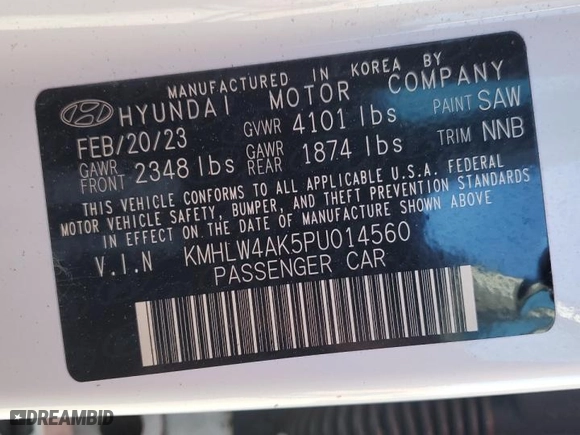 MANUFACTURED IN KOREA BY
HYUNDAI MOTOR COMPANY
FEB/20/23 GVWR 4101 lbs PAINT SAW
GAWR FRONT 2348 lbs GAWR REAR 1874 lbs TRIM NNB
THIS VEHICLE CONFORMS TO ALL APPLICABLE U.S.A. FEDERAL
MOTOR VEHICLE SAFETY, BUMPER, AND THEFT PREVENTION STANDARDS
IN EFFECT ON THE DATE OF MANUFACTURE SHOWN ABOVE.
V.I.N KMHLW4AK5PU014560
PASSENGER CAR
DREAMBID